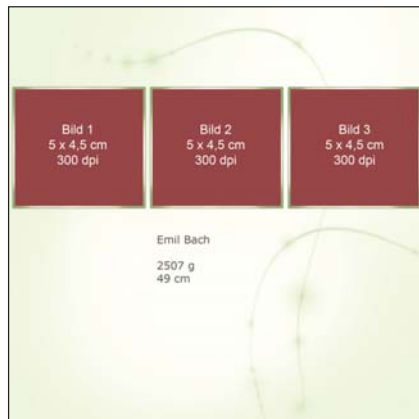 Bild 1
5 x 4,5 cm
300 dpi
Bild 2
5 x 4,5 cm
300 dpi
Bild 3
5 x 4,5 cm
300 dpi
Emil Bach
2507 g
49 cm